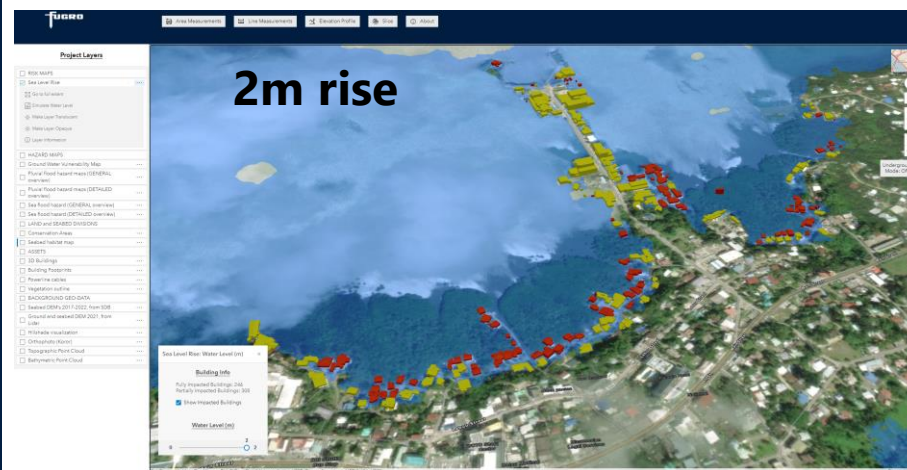 FUGRO
Area Measurements
Line Measurements
Elevation Profile
Slice
About
Project Layers
RISK MAPS
Sea Level Rise
Go to full extent
Emulate Water Level
Make Layer Translucent
Make Layer Opaque
Layer Information
HAZARD MAPS
Ground Water Vulnerability Map
Pluvial Flood hazard maps (GENERAL
overview)
Pluvial Flood hazard maps (DETAILED
overview)
Sea flood hazard (GENERAL overview)
Sea flood hazard (DETAILED overview)
LAND and SEABED DIVISIONS
Conservation Areas
Seabed habitat map
ASSETS
3D Buildings
Building Footprints
Powerline cables
Vegetation outline
BACKGROUND GEO-DATA
Seabed DEM's 2017-2022, from SDB
Ground and seabed DEM 2021, from
Lidar
Hillshade visualization
Orthophoto (Koror)
Topographic Point Cloud
Bathymetric Point Cloud
2m rise
Undergrou
Mode: Of
Sea Level Rise: Water Level (m)
Building Info
Fully Impacted Buildings: 246
Partially Impacted Buildings:
Show Impacted Buildings
Water Level (m)
2
0
2